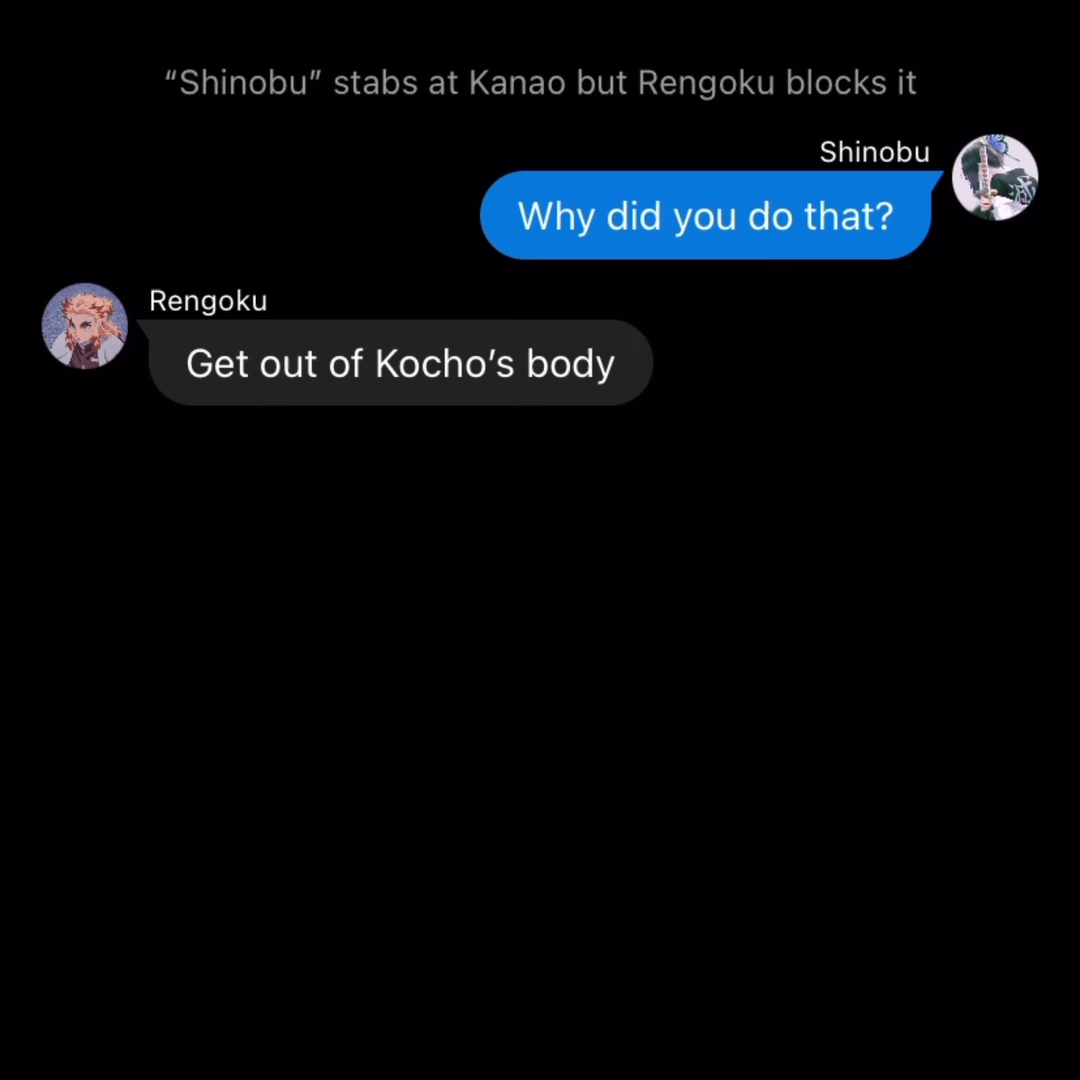 “Shinobu” stabs at Kanao but Rengoku blocks it
Shinobu
Why did you do that?
Rengoku
Get out of Kocho’s body